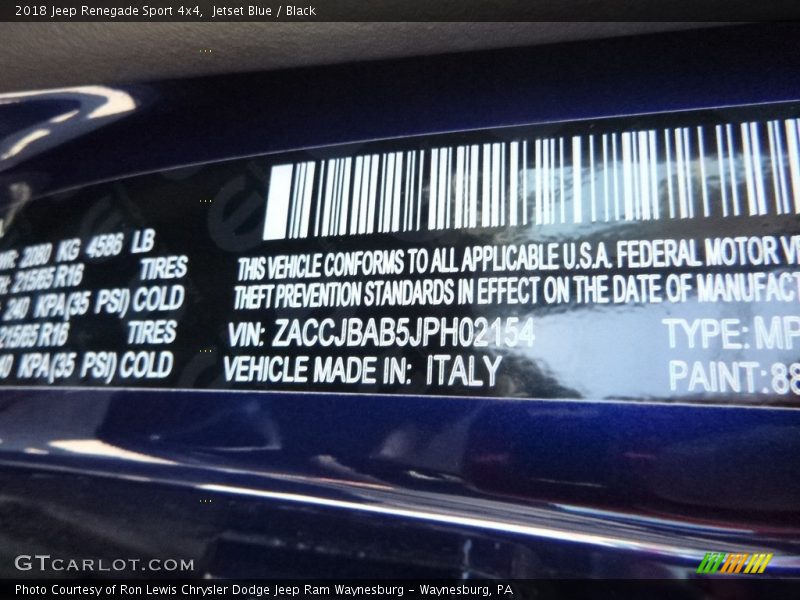 2018 Jeep Renegade Sport 4x4, Jetset Blue / Black
2080 KG 4586 LB
215/65 R16 TIRES
240 KPA(35 PSI) COLD
215/65 R16 TIRES
KPA(35 PSI) COLD
THIS VEHICLE CONFORMS TO ALL APPLICABLE U.S.A. FEDERAL MOTOR
THEFT PREVENTION STANDARDS IN EFFECT ON THE DATE OF MANUFACT
VIN: ZACCJBAB5JPH02154 TYPE: MP
VEHICLE MADE IN: ITALY PAINT: 88
GTCARLOT.COM
Photo Courtesy of Ron Lewis Chrysler Dodge Jeep Ram Waynesburg - Waynesburg, PA